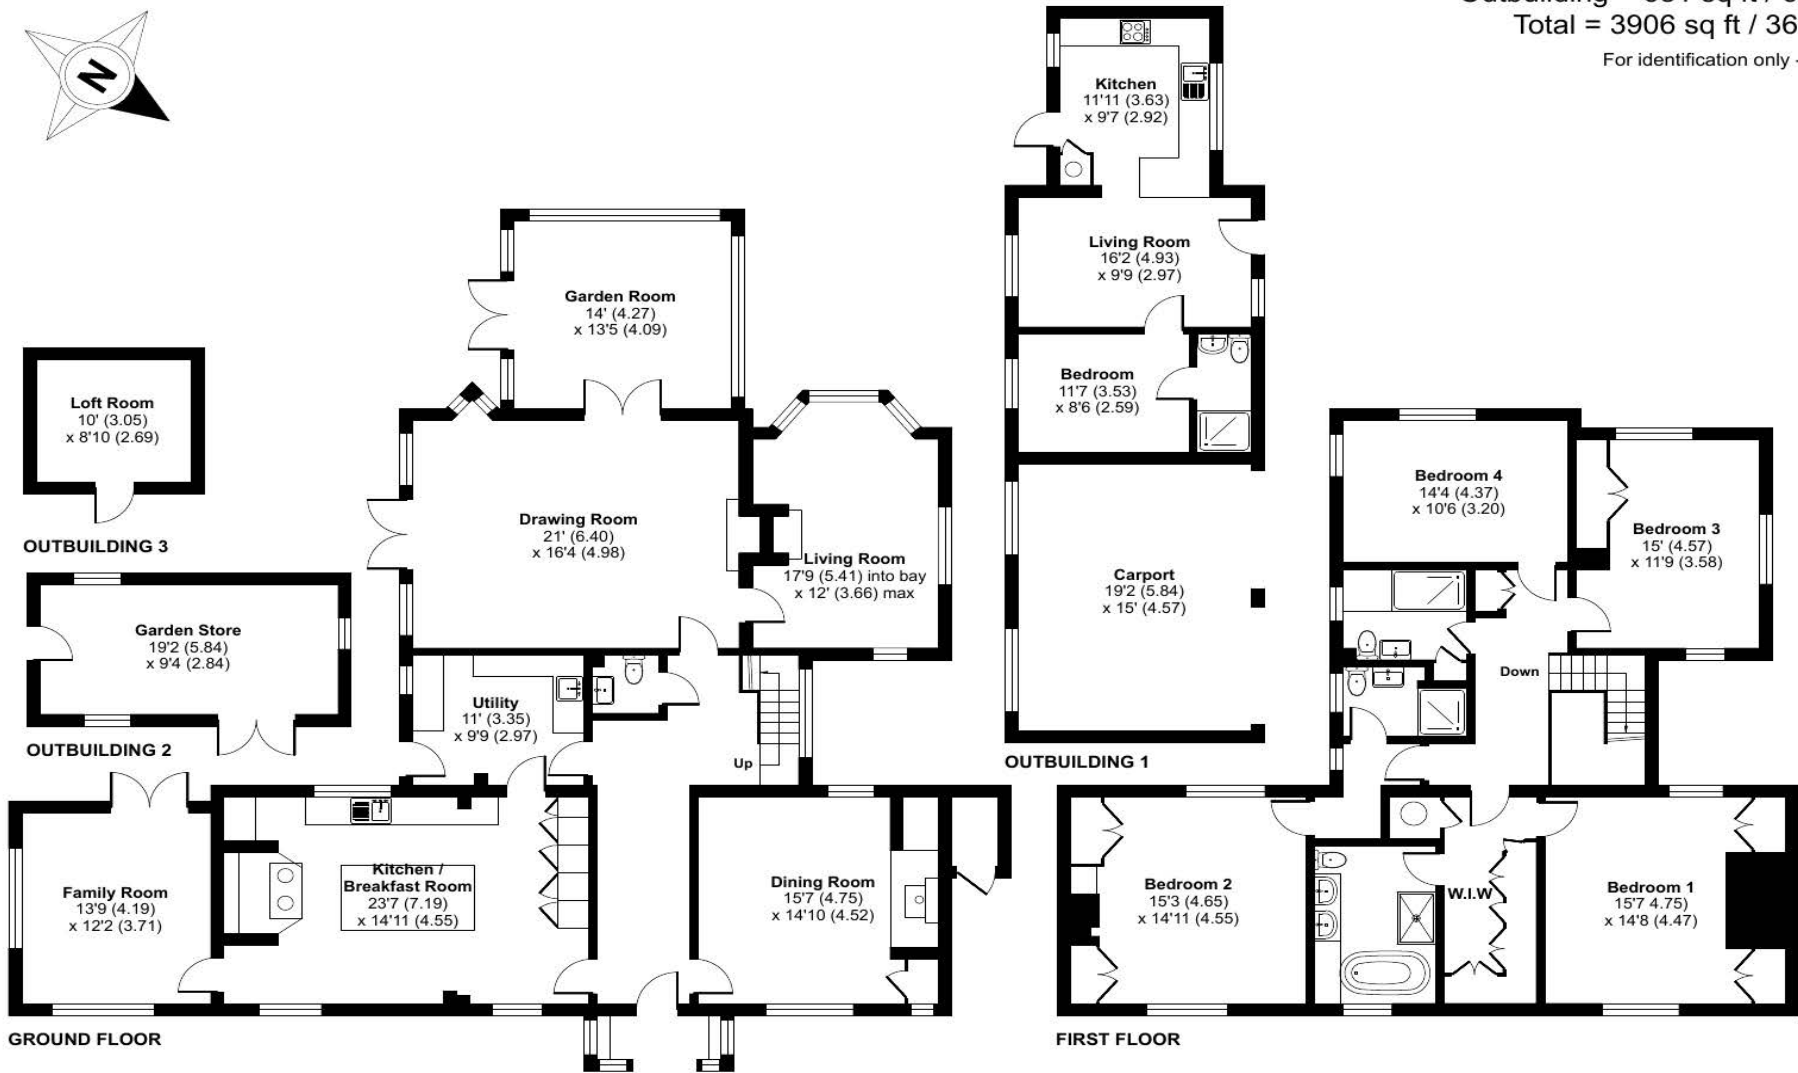 Total = 3906 sq ft / 36
For identification only -
N
Kitchen
11'11 (3.63)
x 9'7 (2.92)
Living Room
16'2 (4.93)
x 9'9 (2.97)
Garden Room
14' (4.27)
x 13'5 (4.09)
Bedroom
11'7 (3.53)
x 8'6 (2.59)
Loft Room
10' (3.05)
x 8'10 (2.69)
OUTBUILDING 3
Drawing Room
21' (6.40)
x 16'4 (4.98)
Living Room
17'9 (5.41) into bay
x 12' (3.66) max
Carport
19'2 (5.84)
x 15' (4.57)
Bedroom 4
14'4 (4.37)
x 10'6 (3.20)
Bedroom 3
15' (4.57)
x 11'9 (3.58)
Garden Store
19'2 (5.84)
x 9'4 (2.84)
OUTBUILDING 2
Utility
11' (3.35)
x 9'9 (2.97)
Up
Down
OUTBUILDING 1
Family Room
13'9 (4.19)
x 12'2 (3.71)
Kitchen /
Breakfast Room
23'7 (7.19)
x 14'11 (4.55)
Dining Room
15'7 (4.75)
x 14'10 (4.52)
Bedroom 2
15'3 (4.65)
x 14'11 (4.55)
W.I.W
Bedroom 1
15'7 4.75)
x 14'8 (4.47)
GROUND FLOOR
FIRST FLOOR